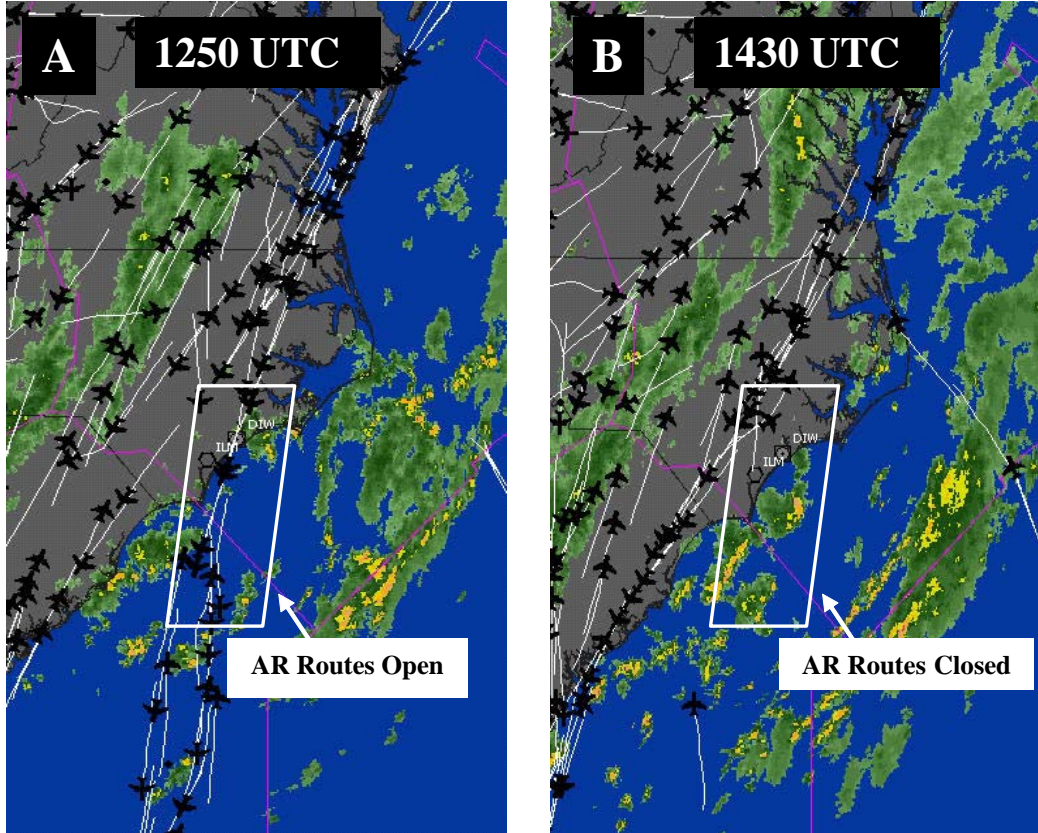 A
1250 UTC
DIW
ILM
AR Routes Open
B
1430 UTC
DIW
ILM
AR Routes Closed